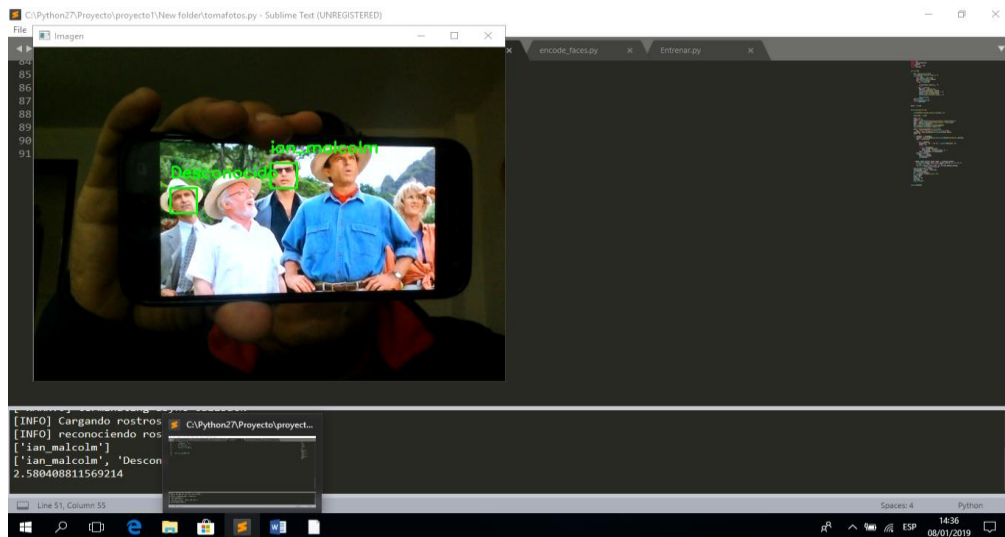 C:\Python27\Proyecto\proyecto1\New folder\tomafotos.py - Sublime Text (UNREGISTERED)
File
Imagen
encode_faces.py
Entrenar.py
84
85
86
87
88
89
90
91
ian_malcolm
Desconocido
[INFO] Cargando rostros
[INFO] reconociendo ros
['ian_malcolm']
['ian_malcolm', 'Descon
2.580408811569214
C:\Python27\Proyecto\proyect...
Line 51, Column 55
Spaces: 4
Python
ESP
14:36
08/01/2019